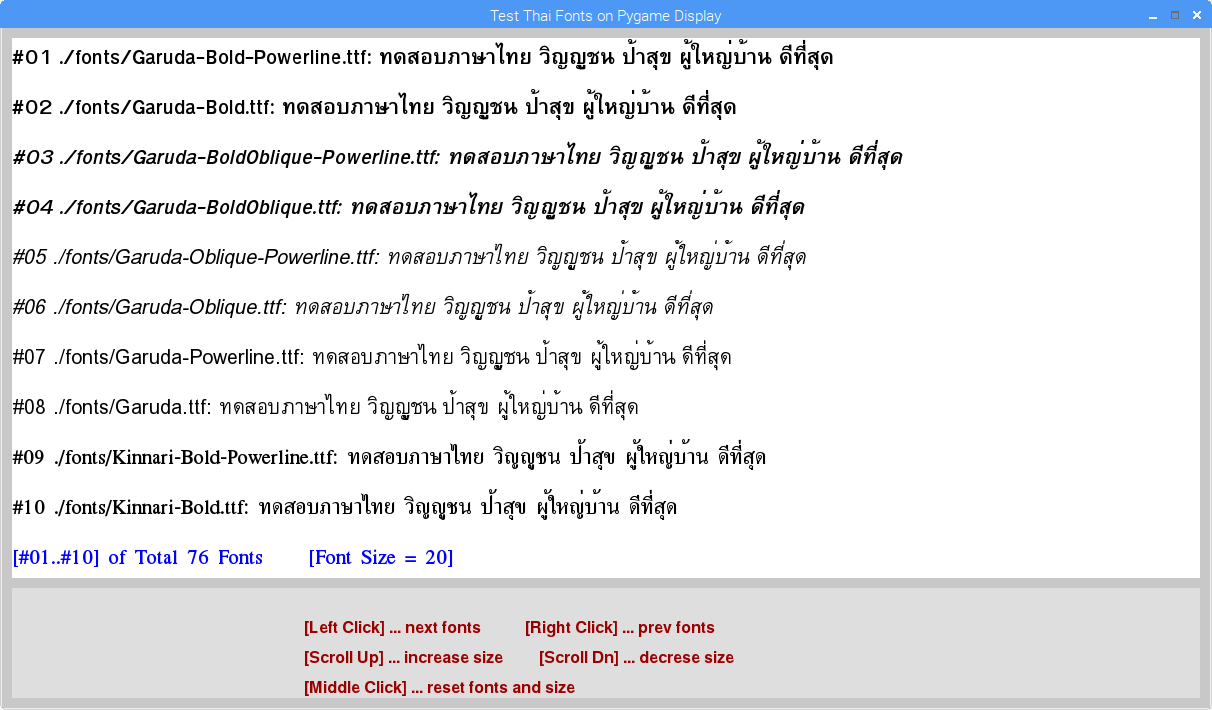 Test Thai Fonts on Pygame Display
#01 ./fonts/Garuda-Bold-Powerline.ttf: ทดสอบภาษาไทย วิญญูชน ป้าสุข ผู้ใหญ่บ้าน ดีที่สุด
#02 ./fonts/Garuda-Bold.ttf: ทดสอบภาษาไทย วิญญูชน ป้าสุข ผู้ใหญ่บ้าน ดีที่สุด
#03 ./fonts/Garuda-BoldOblique-Powerline.ttf: ทดสอบภาษาไทย วิญญูชน ป้าสุข ผู้ใหญ่บ้าน ดีที่สุด
#04 ./fonts/Garuda-BoldOblique.ttf: ทดสอบภาษาไทย วิญญูชน ป้าสุข ผู้ใหญ่บ้าน ดีที่สุด
#05 ./fonts/Garuda-Oblique-Powerline.ttf: ทดสอบภาษาไทย วิญญูชน ป้าสุข ผู้ใหญ่บ้าน ดีที่สุด
#06 ./fonts/Garuda-Oblique.ttf: ทดสอบภาษาไทย วิญญูชน ป้าสุข ผู้ใหญ่บ้าน ดีที่สุด
#07 ./fonts/Garuda-Powerline.ttf: ทดสอบภาษาไทย วิญญูชน ป้าสุข ผู้ใหญ่บ้าน ดีที่สุด
#08 ./fonts/Garuda.ttf: ทดสอบภาษาไทย วิญญูชน ป้าสุข ผู้ใหญ่บ้าน ดีที่สุด
#09 ./fonts/Kinnari-Bold-Powerline.ttf: ทดสอบภาษาไทย วิญญูชน ป้าสุข ผู้ใหญ่บ้าน ดีที่สุด
#10 ./fonts/Kinnari-Bold.ttf: ทดสอบภาษาไทย วิญญูชน ป้าสุข ผู้ใหญ่บ้าน ดีที่สุด
[#01..#10] of Total 76 Fonts [Font Size = 20]
[Left Click] ... next fonts [Right Click] ... prev fonts
[Scroll Up] ... increase size [Scroll Dn] ... decrese size
[Middle Click] ... reset fonts and size